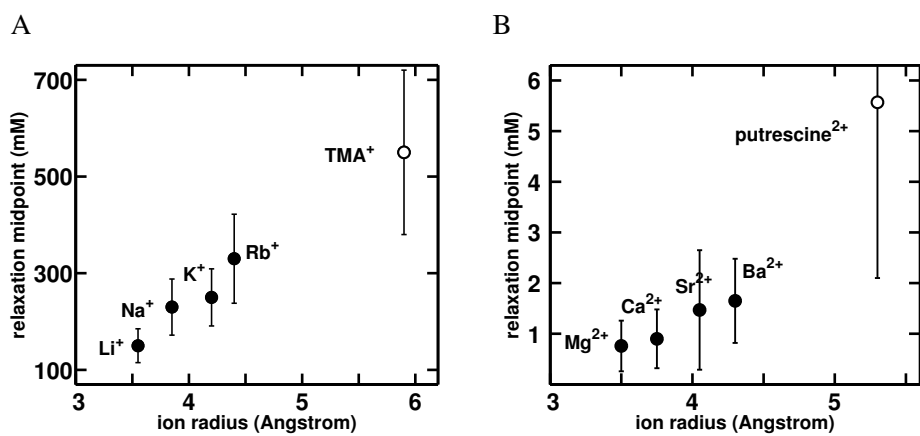 A
relaxation midpoint (mM)
700
500
300
100
Li⁺
Na⁺
K⁺
Rb⁺
TMA⁺
3
4
5
6
ion radius (Angstrom)
B
relaxation midpoint (mM)
6
5
4
3
2
1
Mg²⁺
Ca²⁺
Sr²⁺
Ba²⁺
putrescine²⁺
3
4
5
ion radius (Angstrom)